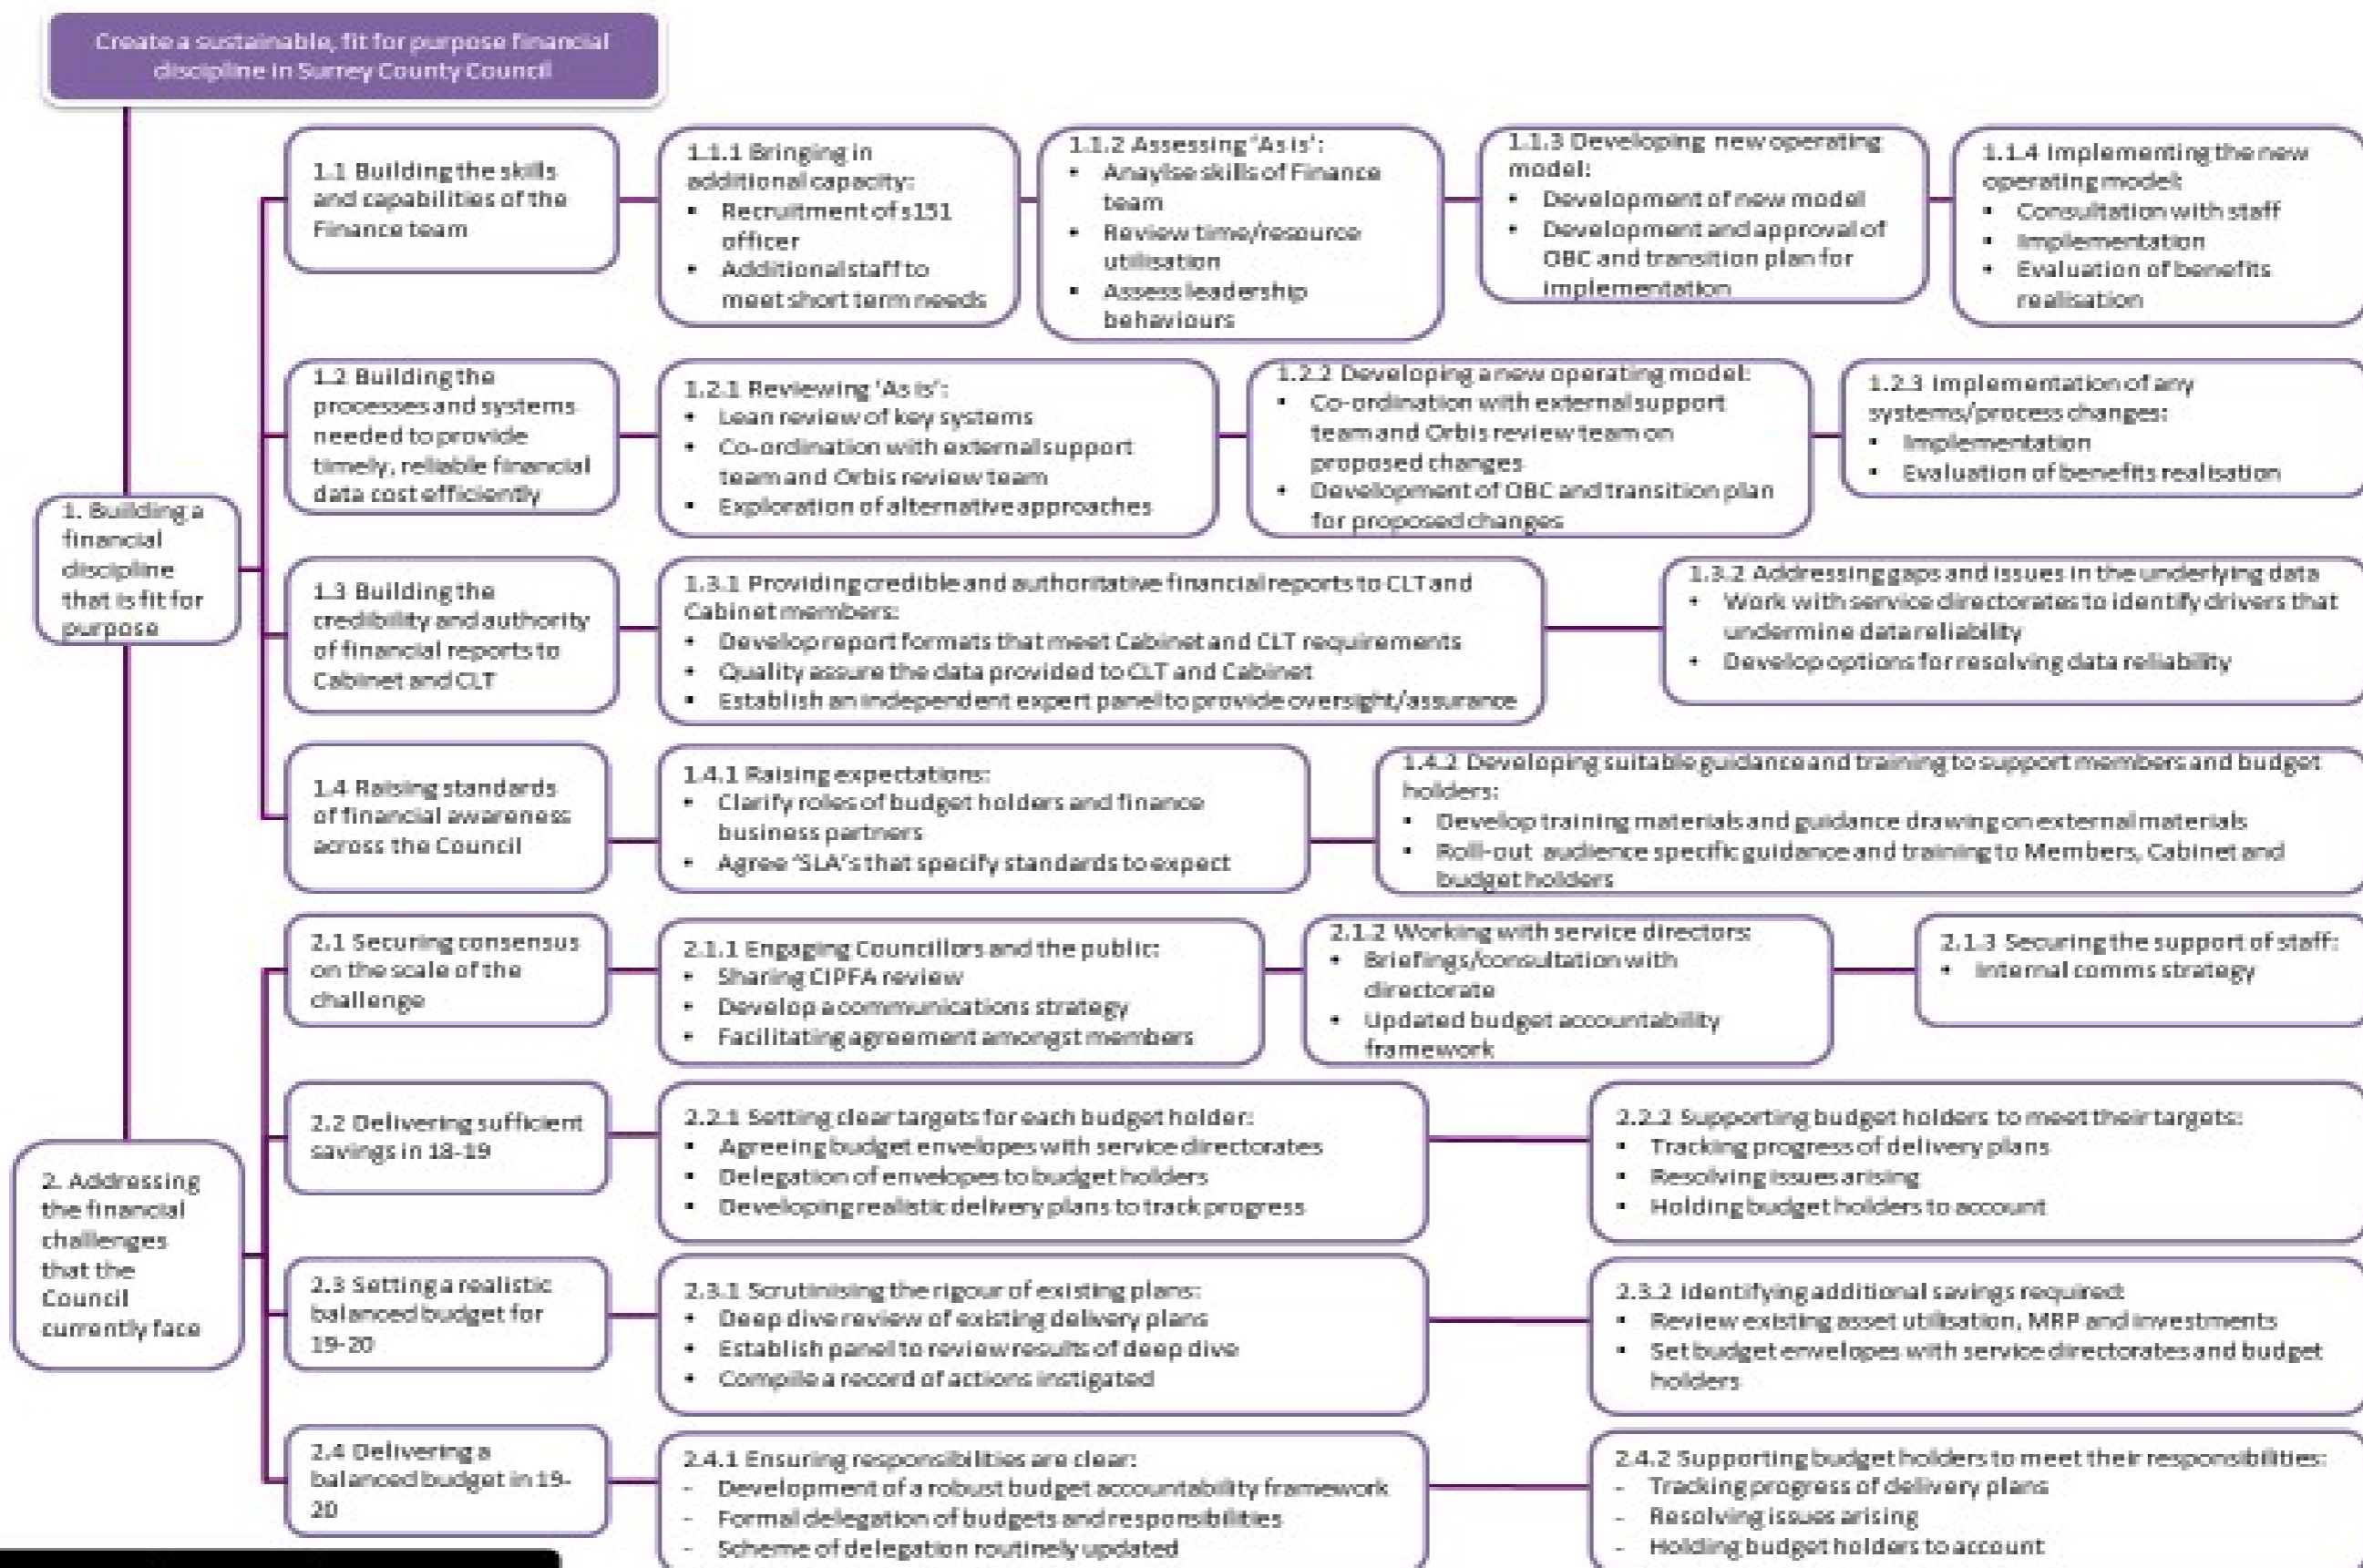 Create a sustainable, fit for purpose financial
discipline in Surrey County Council
1. Building a
financial
discipline
that is fit for
purpose
1.1 Building the skills
and capabilities of the
Finance team
1.1.1 Bringing in
additional capacity:
• Recruitment of s151
officer
• Additional staff to
meet short term needs
1.1.2 Assessing 'As is':
• Anaylse skills of Finance
team
• Review time/resource
utilisation
• Assess leadership
behaviours
1.1.3 Developing new operating
model:
• Development of new model
• Development and approval of
OBC and transition plan for
implementation
1.1.4 Implementing the new
operating model:
• Consultation with staff
• Implementation
• Evaluation of benefits
realisation
1.2 Building the
processes and systems
needed to provide
timely, reliable financial
data cost efficiently
1.2.1 Reviewing 'As is':
• Lean review of key systems
• Co-ordination with external support
team and Orbis review team
• Exploration of alternative approaches
1.2.2 Developing a new operating model:
• Co-ordination with external support
team and Orbis review team on
proposed changes
• Development of OBC and transition plan
for proposed changes
1.2.3 Implementation of any
systems/process changes:
• Implementation
• Evaluation of benefits realisation
1.3 Building the
credibility and authority
of financial reports to
Cabinet and CLT
1.3.1 Providing credible and authoritative financial reports to CLT and
Cabinet members:
• Develop report formats that meet Cabinet and CLT requirements
• Quality assure the data provided to CLT and Cabinet
• Establish an independent expert panel to provide oversight/assurance
1.3.2 Addressing gaps and issues in the underlying data
• Work with service directorates to identify drivers that
undermine data reliability
• Develop options for resolving data reliability
1.4 Raising standards
of financial awareness
across the Council
1.4.1 Raising expectations:
• Clarify roles of budget holders and finance
business partners
• Agree 'SLA's that specify standards to expect
1.4.2 Developing suitable guidance and training to support members and budget
holders:
• Develop training materials and guidance drawing on external materials
• Roll-out audience specific guidance and training to Members, Cabinet and
budget holders
2. Addressing
the financial
challenges
that the
Council
currently face
2.1 Securing consensus
on the scale of the
challenge
2.1.1 Engaging Councillors and the public:
• Sharing CIPFA review
• Develop a communications strategy
• Facilitating agreement amongst members
2.1.2 Working with service directors:
• Briefings/consultation with
directorate
• Updated budget accountability
framework
2.1.3 Securing the support of staff:
• Internal comms strategy
2.2 Delivering sufficient
savings in 18-19
2.2.1 Setting clear targets for each budget holder:
• Agreeing budget envelopes with service directorates
• Delegation of envelopes to budget holders
• Developing realistic delivery plans to track progress
2.2.2 Supporting budget holders to meet their targets:
• Tracking progress of delivery plans
• Resolving issues arising
• Holding budget holders to account
2.3 Setting a realistic
balanced budget for
19-20
2.3.1 Scrutinising the rigour of existing plans:
• Deep dive review of existing delivery plans
• Establish panel to review results of deep dive
• Compile a record of actions instigated
2.3.2 Identifying additional savings required:
• Review existing asset utilisation, MRP and investments
• Set budget envelopes with service directorates and budget
holders
2.4 Delivering a
balanced budget in 19-
20
2.4.1 Ensuring responsibilities are clear:
- Development of a robust budget accountability framework
- Formal delegation of budgets and responsibilities
- Scheme of delegation routinely updated
2.4.2 Supporting budget holders to meet their responsibilities:
- Tracking progress of delivery plans
- Resolving issues arising
- Holding budget holders to account